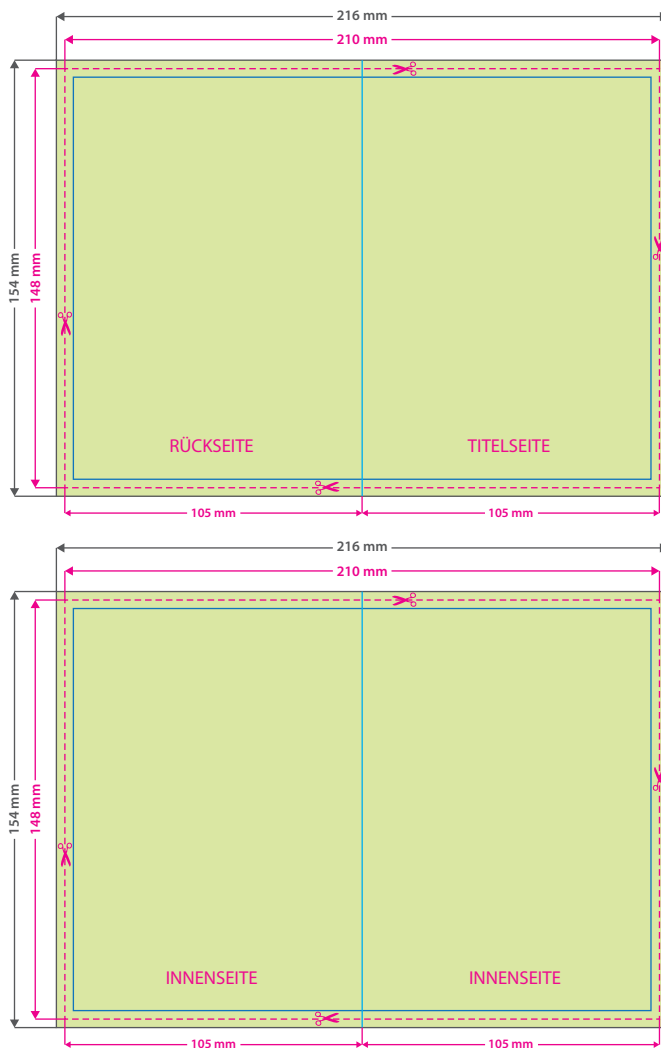 216 mm
210 mm
154 mm
148 mm
RÜCKSEITE
TITELSEITE
105 mm
105 mm
216 mm
210 mm
154 mm
148 mm
INNENSEITE
INNENSEITE
105 mm
105 mm